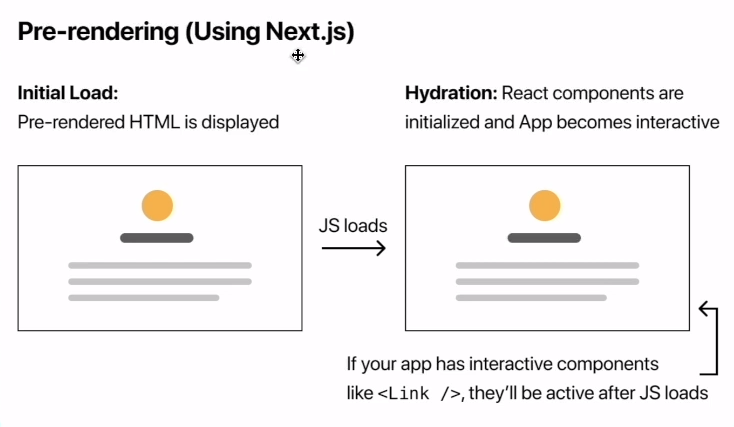 Pre-rendering (Using Next.js)
Initial Load:
Pre-rendered HTML is displayed
Hydration: React components are
initialized and App becomes interactive
JS loads
If your app has interactive components
like <Link />, they’ll be active after JS loads